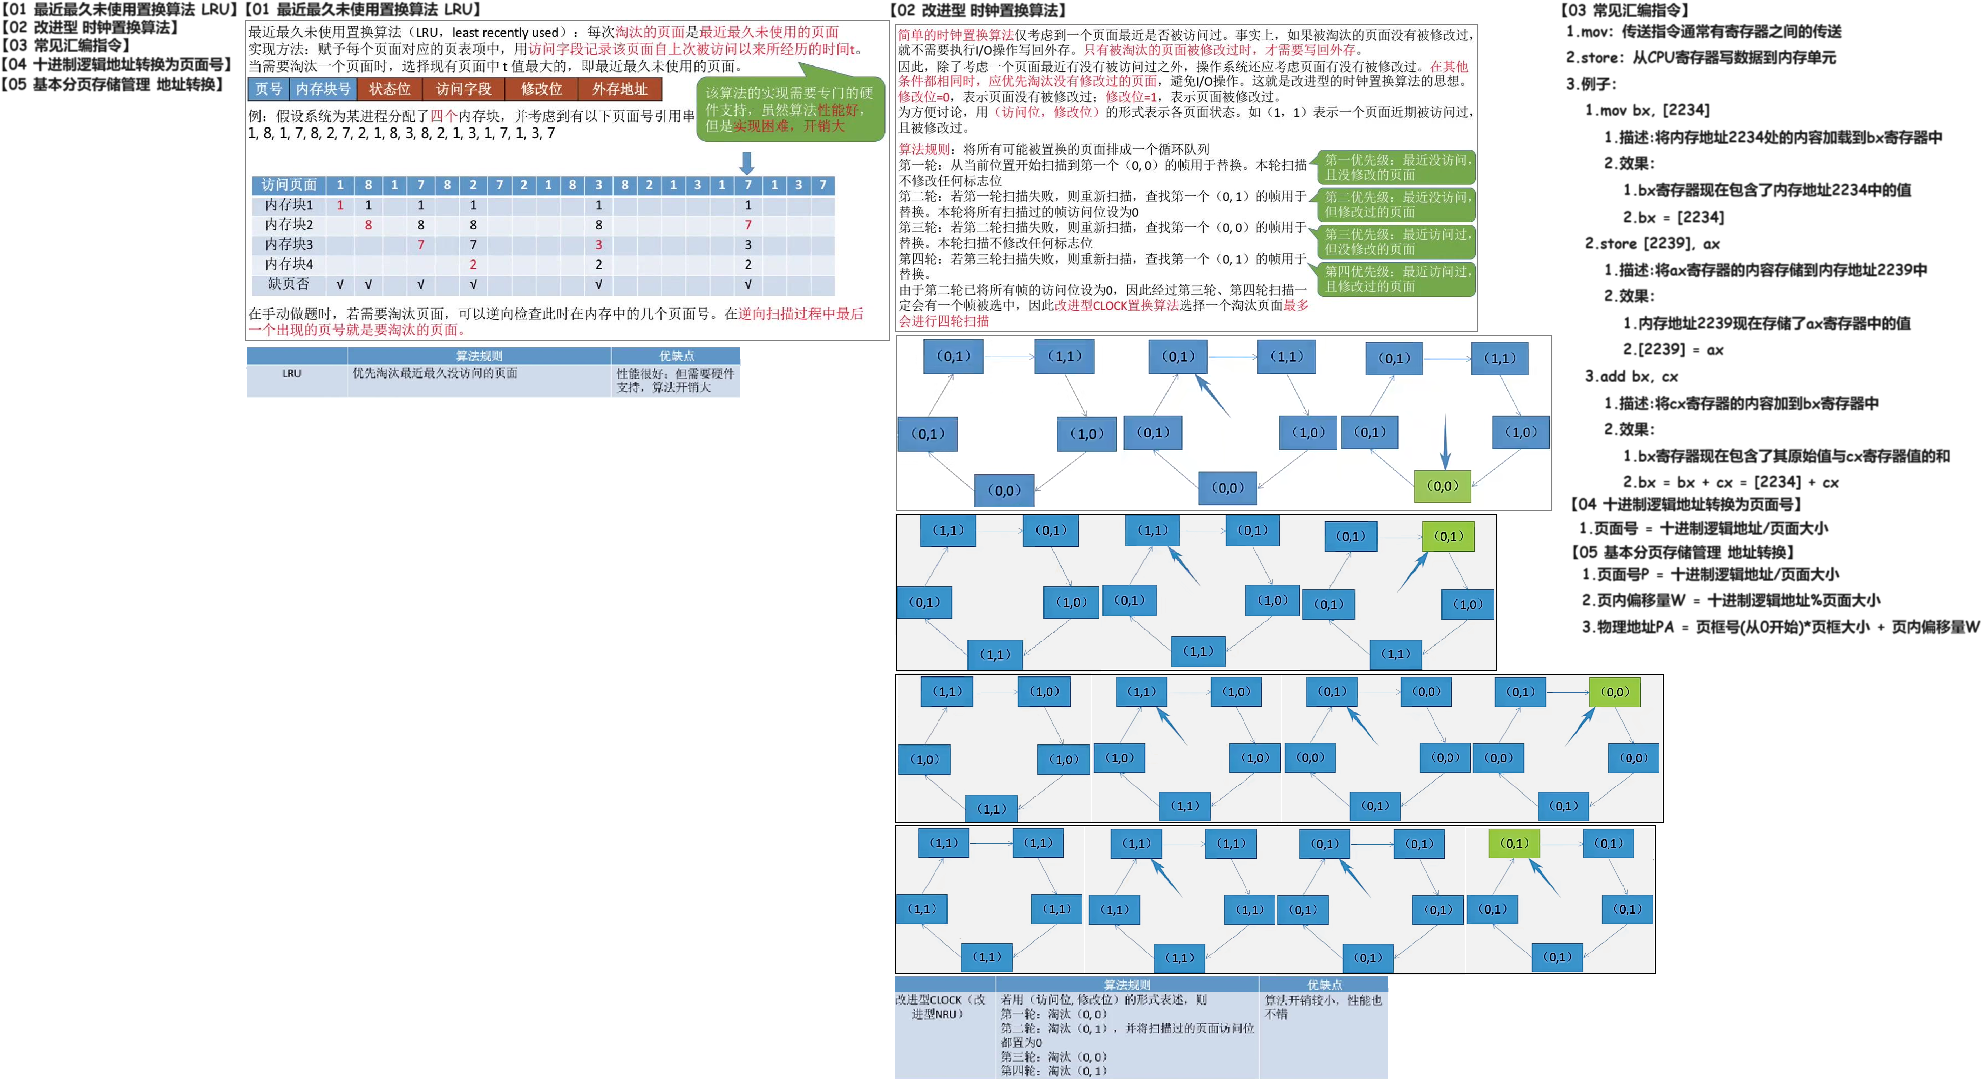 【01 最近最久未使用置换算法 LRU】
【02 改进型 时钟置换算法】
【03 常见汇编指令】
【04 十进制逻辑地址转换为页面号】
【05 基本分页存储管理 地址转换】
【01 最近最久未使用置换算法 LRU】
最近最久未使用置换算法（LRU，least recently used）：每次淘汰的页面是最近最久未使用的页面
实现方法：赋予每个页面对应的页表项中，用访问字段记录该页面自上次被访问以来所经历的时间t。
当需要淘汰一个页面时，选择现有页面中 t 值最大的，即最近最久未使用的页面。
页号 内存块号 状态位 访问字段 修改位 外存地址
该算法的实现需要专门的硬
件支持，虽然算法性能好，
但是实现困难，开销大
例：假设系统为某进程分配了四个内存块，并考虑到有以下页面号引用串
1, 8, 1, 7, 8, 2, 7, 2, 1, 8, 3, 8, 2, 1, 3, 1, 7, 1, 3, 7
访问页面 1 8 1 7 8 2 7 2 1 8 3 8 2 1 3 1 7 1 3 7
内存块1 1 1 1 1 1 1
内存块2 8 8 8 8 7
内存块3 7 7 3 3
内存块4 2 2 2
缺页否 √ √ √ √ √ √
在手动做题时，若需要淘汰页面，可以逆向检查此时在内存中的几个页面号。在逆向扫描过程中最后
一个出现的页号就是要淘汰的页面。
算法规则 优缺点
LRU 优先淘汰最近最久没访问的页面 性能很好；但需要硬件
支持，算法开销大
【02 改进型 时钟置换算法】
简单的时钟置换算法仅考虑到一个页面最近是否被访问过。事实上，如果被淘汰的页面没有被修改过，
就不需要执行I/O操作写回外存。只有被淘汰的页面被修改过时，才需要写回外存。
因此，除了考虑一个页面最近有没有被访问过之外，操作系统还应考虑页面有没有被修改过。在其他
条件都相同时，应优先淘汰没有修改过的页面，避免I/O操作。这就是改进型的时钟置换算法的思想。
修改位=0，表示页面没有被修改过；修改位=1，表示页面被修改过。
为方便讨论，用（访问位，修改位）的形式表示各页面状态。如（1，1）表示一个页面近期被访问过，
且被修改过。
算法规则：将所有可能被置换的页面排成一个循环队列
第一轮：从当前位置开始扫描到第一个（0, 0）的帧用于替换。本轮扫描
不修改任何标志位
第二轮：若第一轮扫描失败，则重新扫描，查找第一个（0, 1）的帧用于
替换。本轮将所有扫描过的帧访问位设为0
第三轮：若第二轮扫描失败，则重新扫描，查找第一个（0, 0）的帧用于
替换。本轮扫描不修改任何标志位
第四轮：若第三轮扫描失败，则重新扫描，查找第一个（0, 1）的帧用于
替换。
由于第二轮已将所有帧的访问位设为0，因此经过第三轮、第四轮扫描一
定会有一个帧被选中，因此改进型CLOCK置换算法选择一个淘汰页面最多
会进行四轮扫描
第一优先级：最近没访问，
且没修改的页面
第二优先级：最近没访问，
但修改过的页面
第三优先级：最近访问过，
但没修改的页面
第四优先级：最近访问过，
且修改过的页面
（0,1） （1,1） （0,1） （1,1） （0,1） （1,1）
（0,1） （1,0） （0,1） （1,0） （0,1） （1,0）
（0,0） （0,0） （0,0）
（1,1） （0,1） （1,1） （0,1） （0,1） （0,1）
（0,1） （1,0） （0,1） （1,0） （0,1） （1,0）
（1,1） （1,1） （1,1）
（1,1） （1,0） （1,1） （1,0） （0,1） （0,0） （0,1） （0,0）
（1,0） （1,0） （1,0） （1,0） （0,0） （0,0） （0,0） （0,0）
（1,1） （1,1） （0,1） （0,1）
（1,1） （1,1） （1,1） （1,1） （0,1） （0,1） （0,1） （0,1）
（1,1） （1,1） （1,1） （1,1） （0,1） （0,1） （0,1） （0,1）
（1,1） （1,1） （0,1） （0,1）
算法规则 优缺点
改进型CLOCK（改
进型NRU）
若用（访问位, 修改位）的形式表述，则
第一轮：淘汰（0, 0）
第二轮：淘汰（0, 1），并将扫描过的页面访问位
都置为0
第三轮：淘汰（0, 0）
第四轮：淘汰（0, 1）
算法开销较小，性能也
不错
【03 常见汇编指令】
1.mov：传送指令通常有寄存器之间的传送
2.store：从CPU寄存器写数据到内存单元
3.例子：
1.mov bx, [2234]
1.描述:将内存地址2234处的内容加载到bx寄存器中
2.效果：
1.bx寄存器现在包含了内存地址2234中的值
2.bx = [2234]
2.store [2239], ax
1.描述:将ax寄存器的内容存储到内存地址2239中
2.效果：
1.内存地址2239现在存储了ax寄存器中的值
2.[2239] = ax
3.add bx, cx
1.描述:将cx寄存器的内容加到bx寄存器中
2.效果：
1.bx寄存器现在包含了其原始值与cx寄存器值的和
2.bx = bx + cx = [2234] + cx
【04 十进制逻辑地址转换为页面号】
1.页面号 = 十进制逻辑地址/页面大小
【05 基本分页存储管理 地址转换】
1.页面号P = 十进制逻辑地址/页面大小
2.页内偏移量W = 十进制逻辑地址%页面大小
3.物理地址PA = 页框号(从0开始)*页框大小 + 页内偏移量W